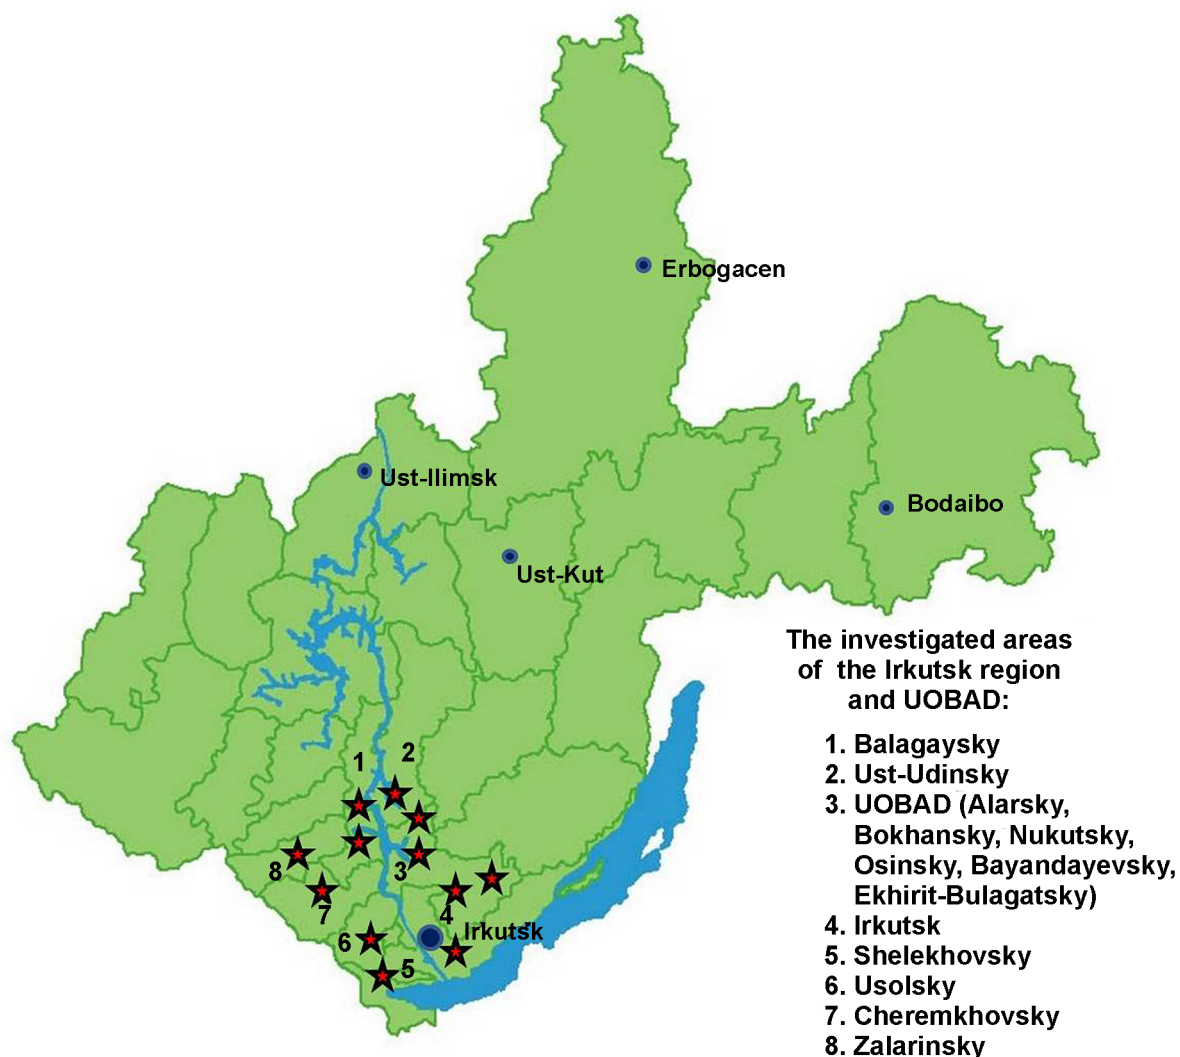 Erbogacen
Ust-Ilimsk
Bodaibo
Ust-Kut
The investigated areas
of the Irkutsk region
and UOBAD:
1. Balagaysky
2. Ust-Udinsky
3. UOBAD (Alarsky,
Bokhansky, Nukutsky,
Osinsky, Bayandayevsky,
Ekhirit-Bulagatsky)
4. Irkutsk
5. Shelekhovsky
6. Usolsky
7. Cheremkhovsky
8. Zalarinsky
2
1
8
3
7
4
Irkutsk
6
5